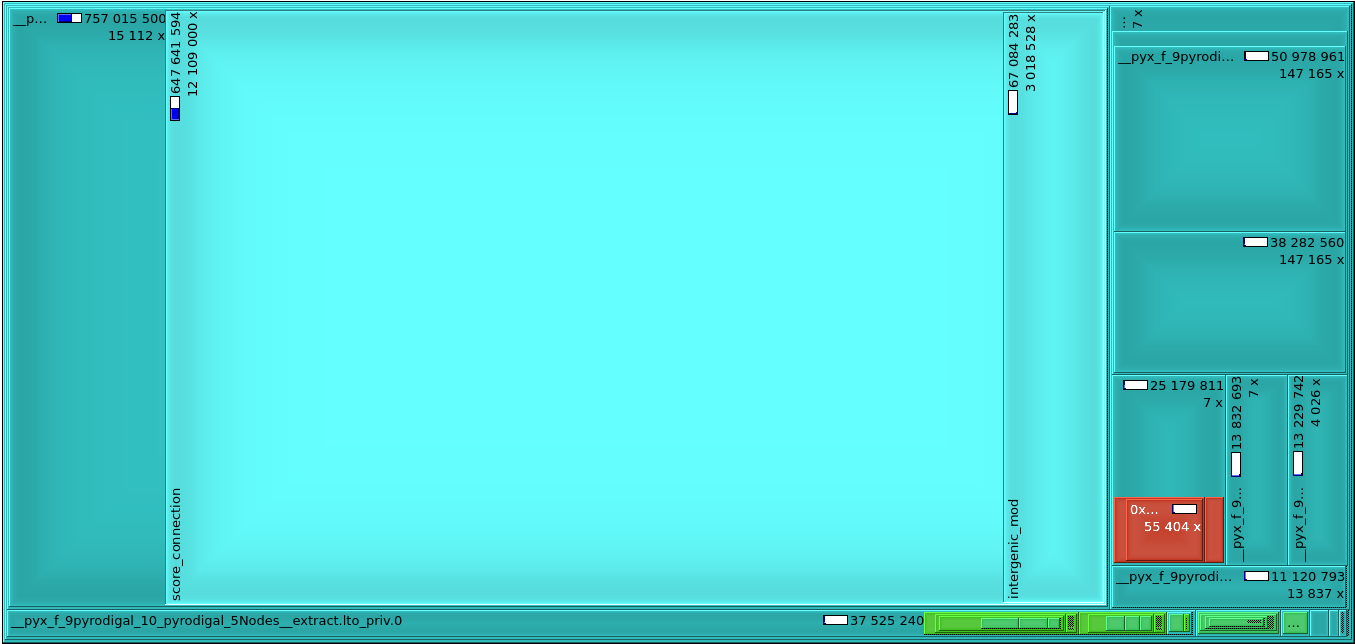 __p... 757 015 500
15 112 x
score_connection 647 641 594
12 109 000 x
intergenic_mod 67 084 283
3 018 528 x
...
7 x
__pyx_f_9pyrodi... 50 978 961
147 165 x
38 282 560
147 165 x
25 179 811
7 x
0x...
55 404 x
__pyx_f_9... 13 832 693
7 x
__pyx_f_9... 13 229 742
4 026 x
__pyx_f_9pyrodi... 11 120 793
13 837 x
__pyx_f_9pyrodigal_10_pyrodigal_5Nodes__extract.lto_priv.0 37 525 240
...